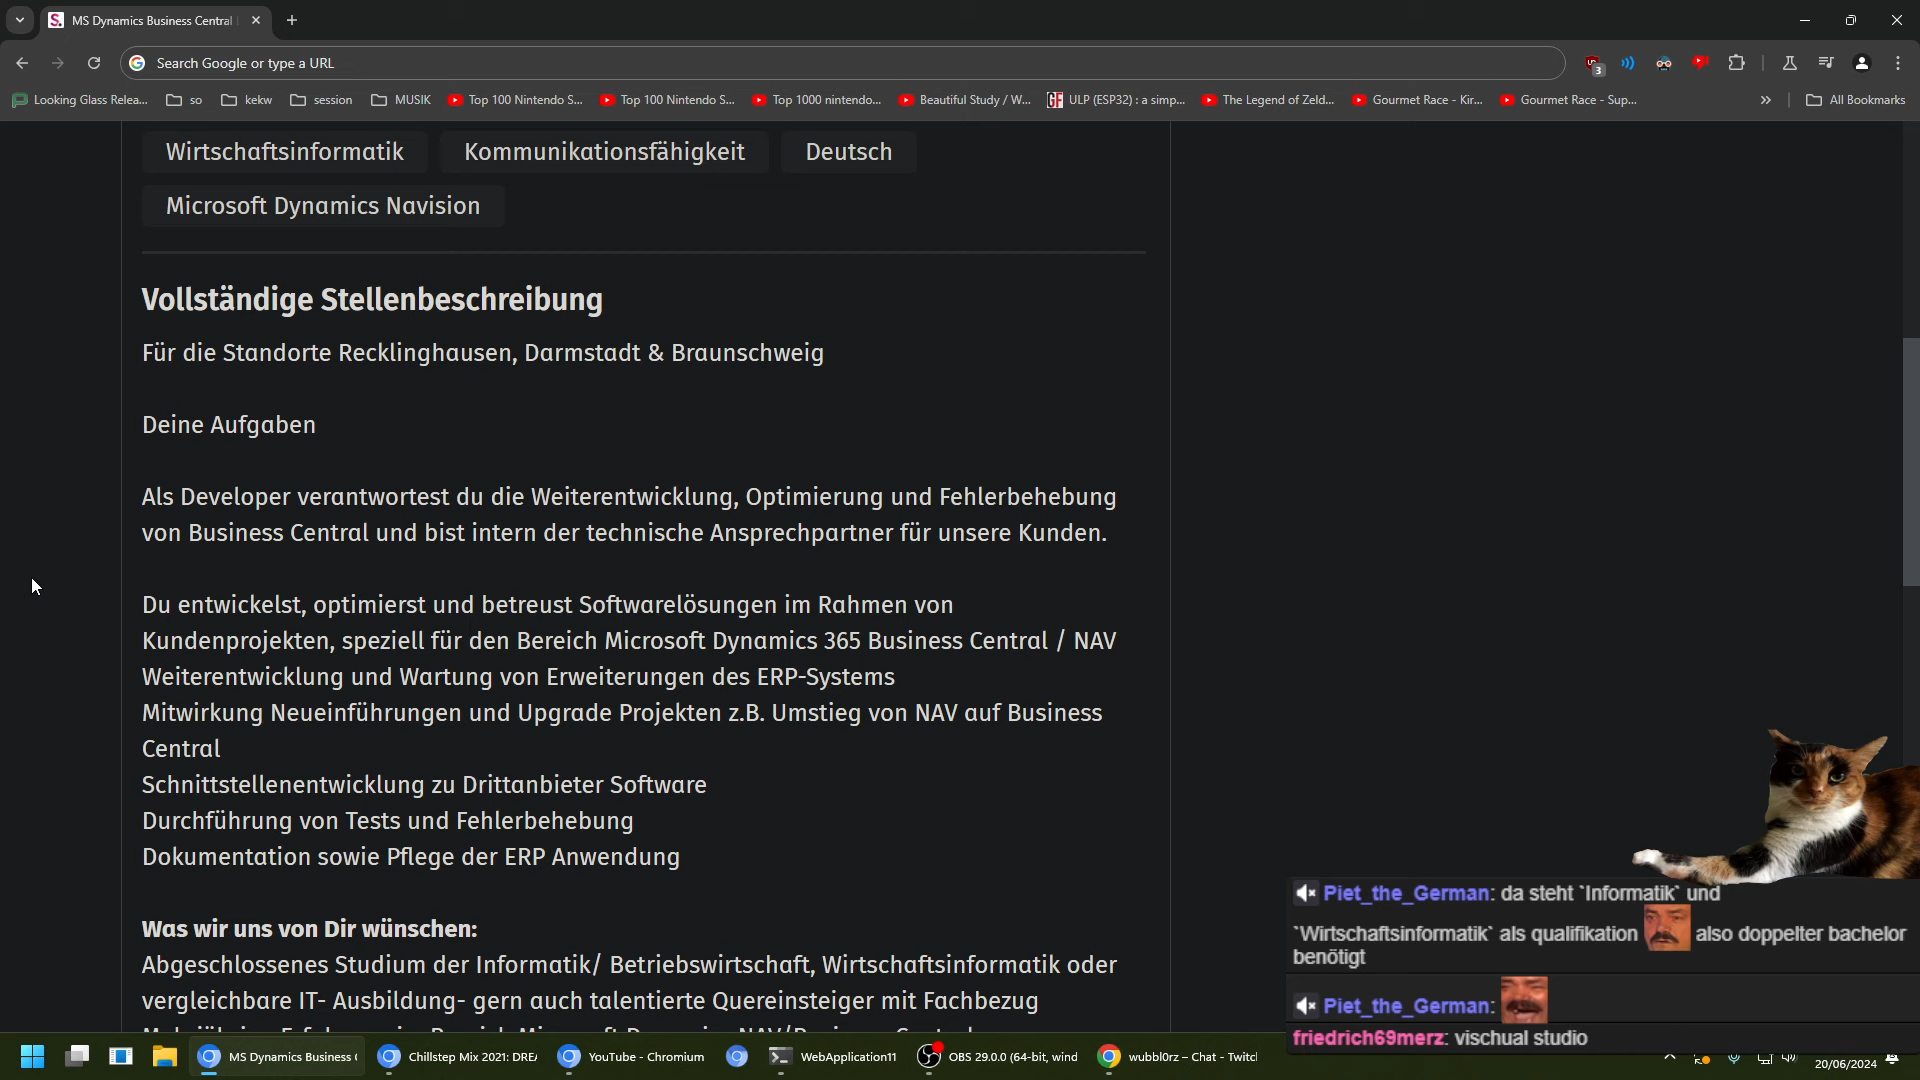 MS Dynamics Business Central
Search Google or type a URL
3
Looking Glass Relea...
so
kekw
session
MUSIK
Top 100 Nintendo S...
Top 100 Nintendo S...
Top 1000 nintendo...
Beautiful Study / W...
ULP (ESP32) : a simp...
The Legend of Zeld...
Gourmet Race - Kir...
Gourmet Race - Sup...
All Bookmarks
Wirtschaftsinformatik
Kommunikationsfähigkeit
Deutsch
Microsoft Dynamics Navision
Vollständige Stellenbeschreibung
Für die Standorte Recklinghausen, Darmstadt & Braunschweig
Deine Aufgaben
Als Developer verantwortest du die Weiterentwicklung, Optimierung und Fehlerbehebung
von Business Central und bist intern der technische Ansprechpartner für unsere Kunden.
Du entwickelst, optimierst und betreust Softwarelösungen im Rahmen von
Kundenprojekten, speziell für den Bereich Microsoft Dynamics 365 Business Central / NAV
Weiterentwicklung und Wartung von Erweiterungen des ERP-Systems
Mitwirkung Neueinführungen und Upgrade Projekten z.B. Umstieg von NAV auf Business
Central
Schnittstellenentwicklung zu Drittanbieter Software
Durchführung von Tests und Fehlerbehebung
Dokumentation sowie Pflege der ERP Anwendung
Was wir uns von Dir wünschen:
Abgeschlossenes Studium der Informatik/ Betriebswirtschaft, Wirtschaftsinformatik oder
vergleichbare IT- Ausbildung- gern auch talentierte Quereinsteiger mit Fachbezug
Piet_the_German: da steht `Informatik` und
`Wirtschaftsinformatik` als qualifikation also doppelter bachelor
benötigt
Piet_the_German:
friedrich69merz: vischual studio
MS Dynamics Business
Chillstep Mix 2021: DRE
YouTube - Chromium
WebApplication11
OBS 29.0.0 (64-bit, wind
wubbl0rz – Chat - Twitc
20/06/2024